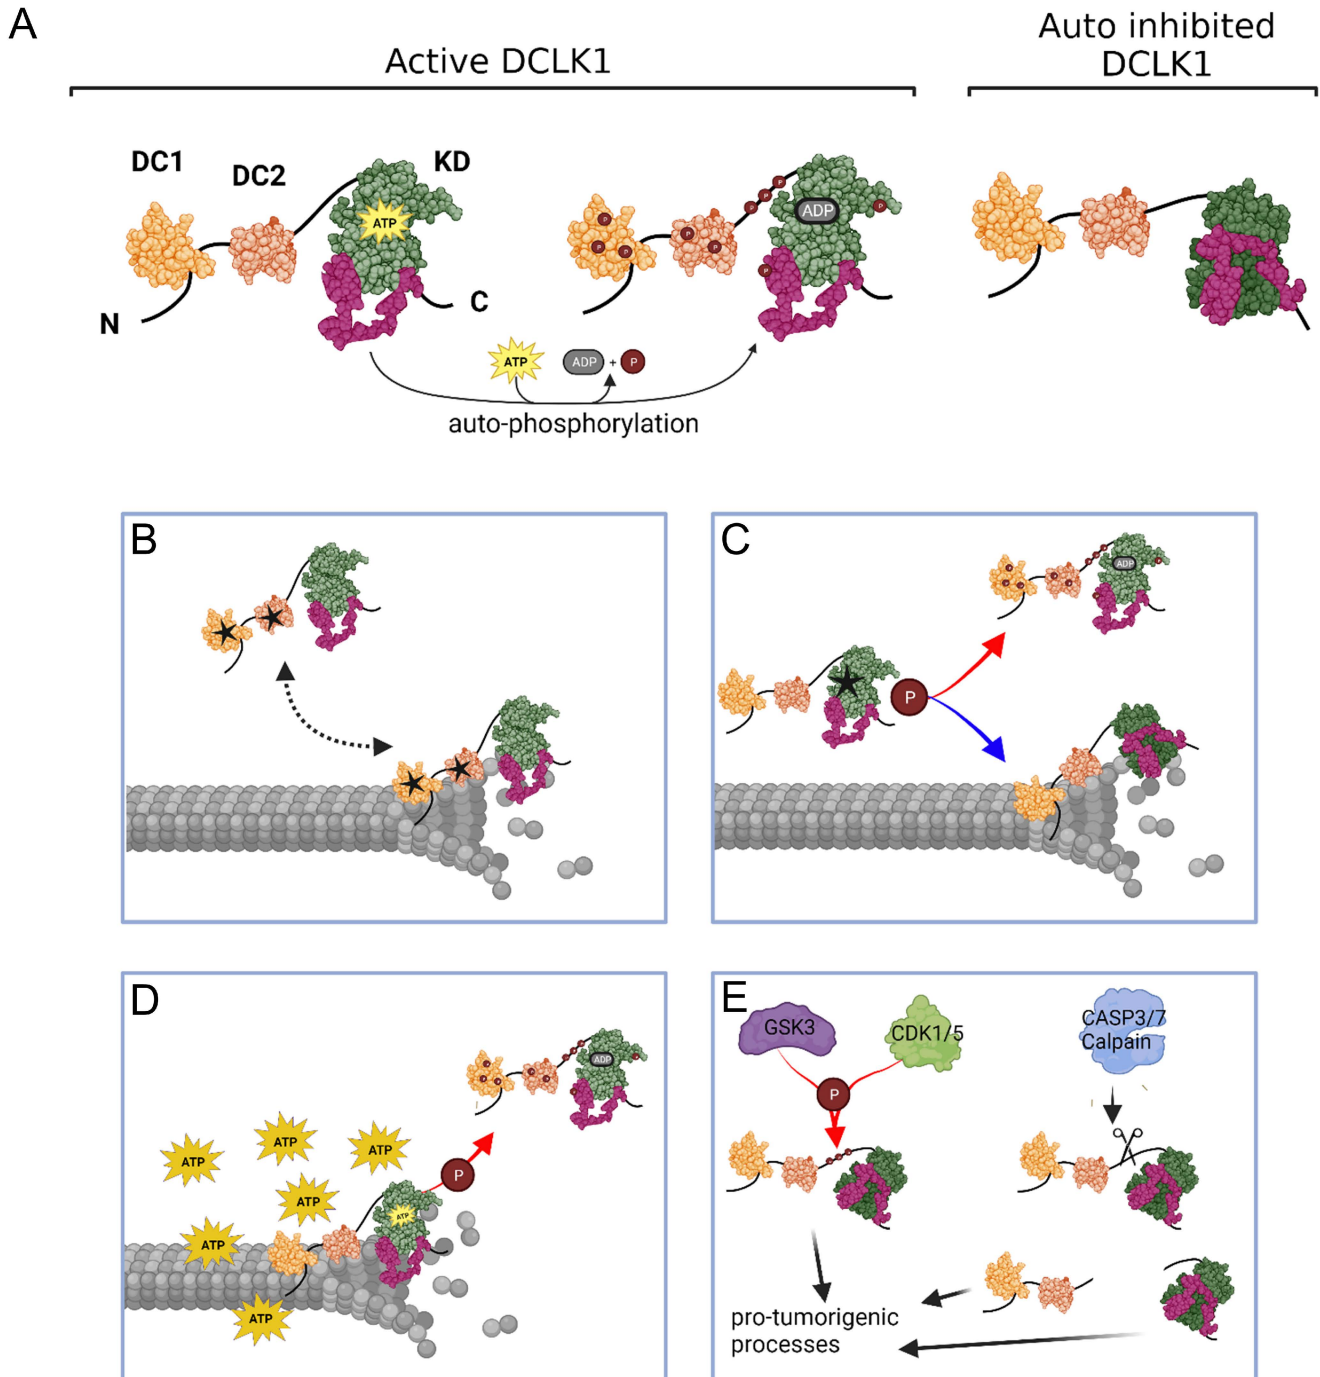 A
Active DCLK1
Auto inhibited
DCLK1
DC1
DC2
KD
ATP
N
C
P
P
P
P
P
P
P
P
P
P
ADP
ATP
ADP + P
auto-phosphorylation
B
C
P
ADP
D
ATP
ATP
ATP
ATP
ATP
ATP
ATP
P
ADP
E
GSK3
CDK1/5
P
CASP3/7
Calpain
pro-tumorigenic
processes